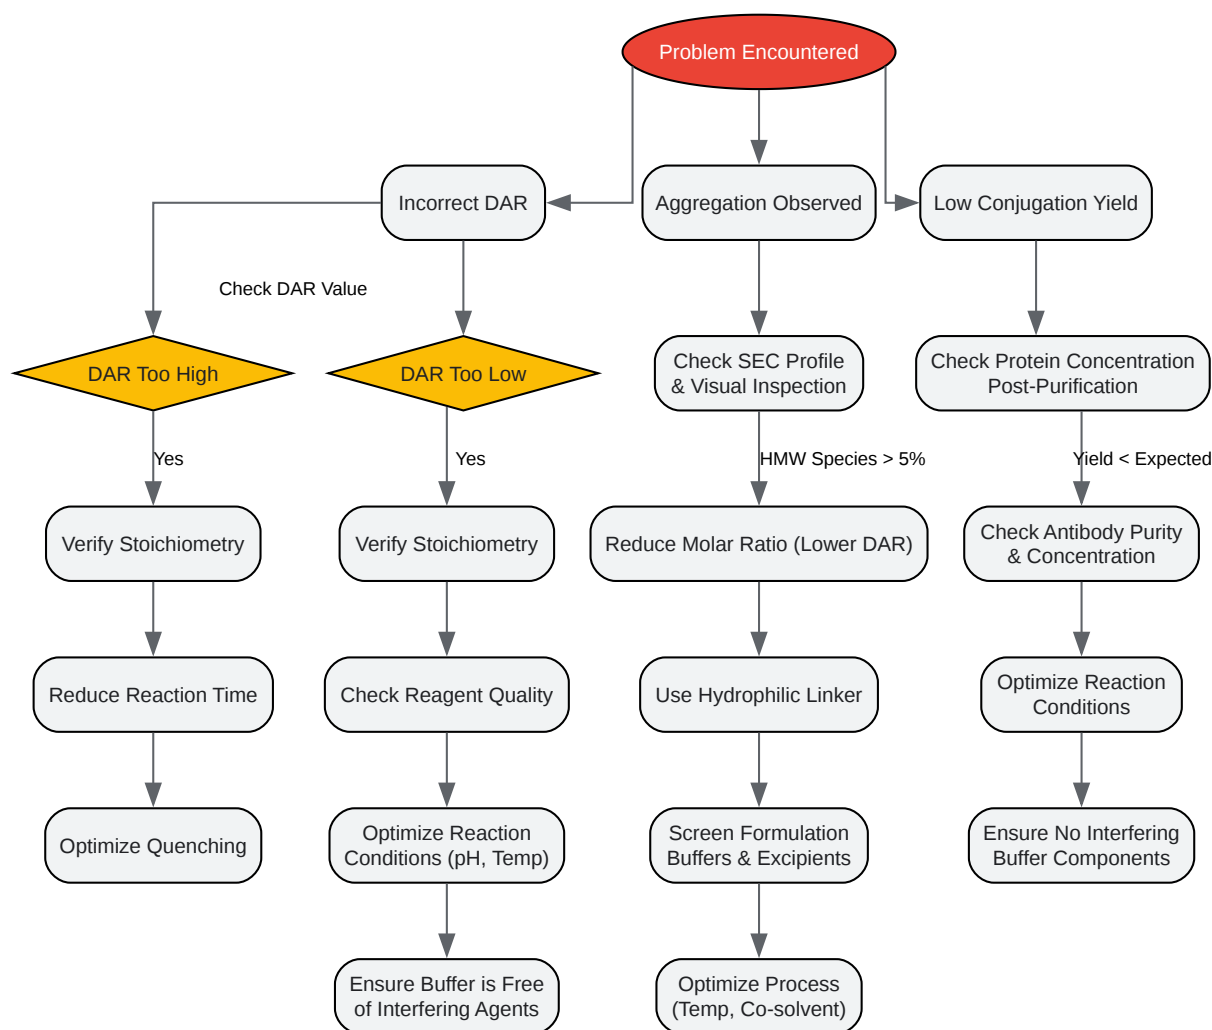 Problem Encountered
Incorrect DAR
Aggregation Observed
Low Conjugation Yield
Check DAR Value
DAR Too High
DAR Too Low
Check SEC Profile
& Visual Inspection
Check Protein Concentration
Post-Purification
Yes
Yes
HMW Species > 5%
Yield < Expected
Verify Stoichiometry
Verify Stoichiometry
Reduce Molar Ratio (Lower DAR)
Check Antibody Purity
& Concentration
Reduce Reaction Time
Check Reagent Quality
Use Hydrophilic Linker
Optimize Reaction
Conditions
Optimize Quenching
Optimize Reaction
Conditions (pH, Temp)
Screen Formulation
Buffers & Excipients
Ensure No Interfering
Buffer Components
Ensure Buffer is Free
of Interfering Agents
Optimize Process
(Temp, Co-solvent)